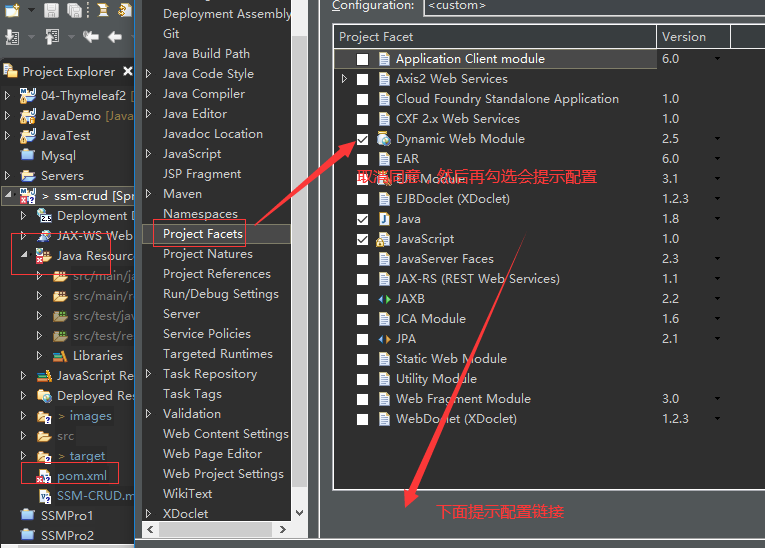 Project Explorer
04-Thymeleaf2
JavaDemo [Java
JavaTest
Mysql
Servers
> ssm-crud [Spr
Deployment D
JAX-WS Web
Java Resourc
src/main/ja
src/main/re
src/test/jav
src/test/re
Libraries
JavaScript Re
Deployed Res
> images
src
> target
pom.xml
SSM-CRUD.m
SSMPro1
SSMPro2
Deployment Assembly
Git
Java Build Path
Java Code Style
Java Compiler
Java Editor
Javadoc Location
JavaScript
JSP Fragment
Maven
Namespaces
Project Facets
Project Natures
Project References
Run/Debug Settings
Server
Service Policies
Targeted Runtimes
Task Repository
Task Tags
Validation
Web Content Settings
Web Page Editor
Web Project Settings
WikiText
XDoclet
Configuration: <custom>
Project Facet Version
Application Client module 6.0
Axis2 Web Services
Cloud Foundry Standalone Application 1.0
CXF 2.x Web Services 1.0
Dynamic Web Module 2.5
EAR 6.0
EJB Module 3.1
取消同意，然后再勾选会提示配置
EJBDoclet (XDoclet) 1.2.3
Java 1.8
JavaScript 1.0
JavaServer Faces 2.3
JAX-RS (REST Web Services) 1.1
JAXB 2.2
JCA Module 1.6
JPA 2.1
Static Web Module
Utility Module
Web Fragment Module 3.0
WebDoclet (XDoclet) 1.2.3
下面提示配置链接